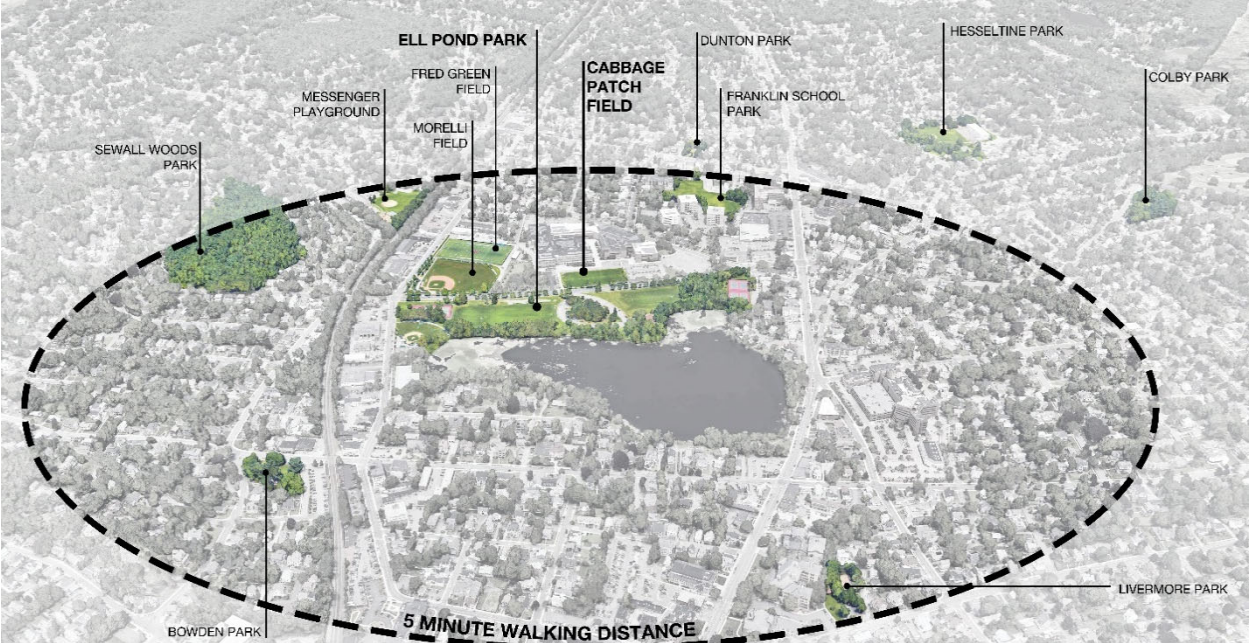 ELL POND PARK
DUNTON PARK
HESSELTINE PARK
FRED GREEN
FIELD
CABBAGE
PATCH
FIELD
COLBY PARK
MESSENGER
PLAYGROUND
FRANKLIN SCHOOL
PARK
MORELLI
FIELD
SEWALL WOODS
PARK
LIVERMORE PARK
BOWDEN PARK
5 MINUTE WALKING DISTANCE